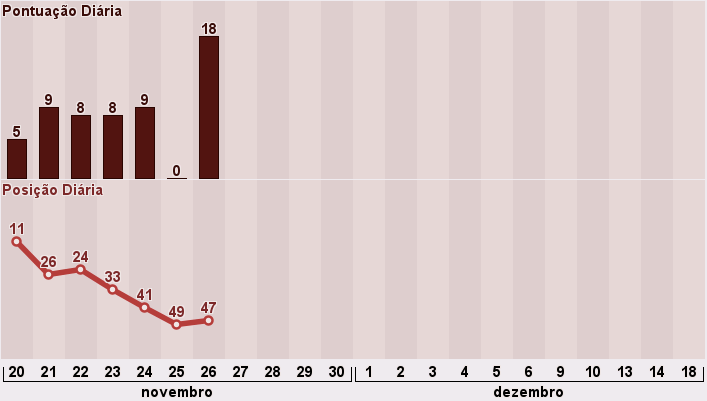 Pontuação Diária
5 9 8 8 9 0 18
Posição Diária
11 26 24 33 41 49 47
20 21 22 23 24 25 26 27 28 29 30 1 2 3 4 5 6 9 10 13 14 18
novembro dezembro